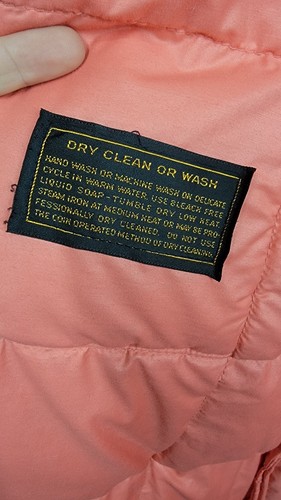 DRY CLEAN OR WASH
HAND WASH OR MACHINE WASH ON DELICATE
CYCLE IN WARM WATER. USE BLEACH FREE
LIQUID SOAP - TUMBLE DRY LOW HEAT.
STEAM IRON AT MEDIUM HEAT OR MAY BE PRO-
FESSIONALLY DRY CLEANED. DO NOT USE
THE COIN OPERATED METHOD OF DRY CLEANING.